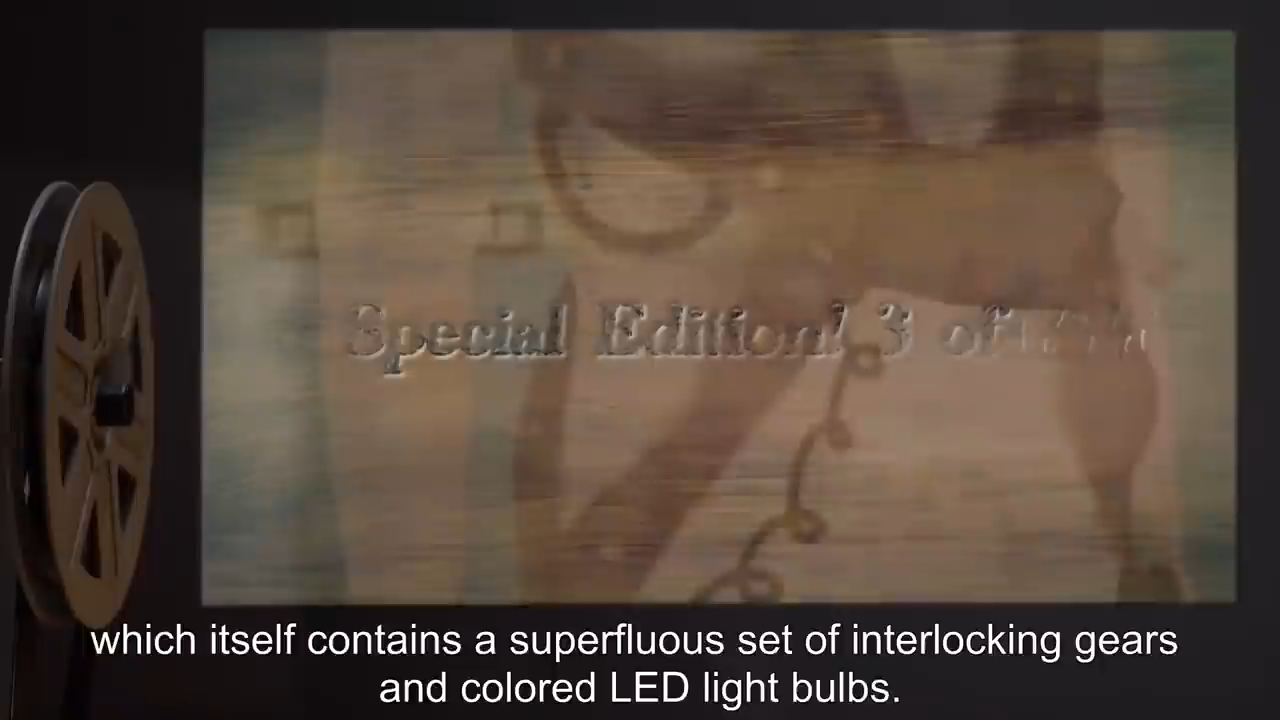 Special Edition! 3 of
which itself contains a superfluous set of interlocking gears
and colored LED light bulbs.